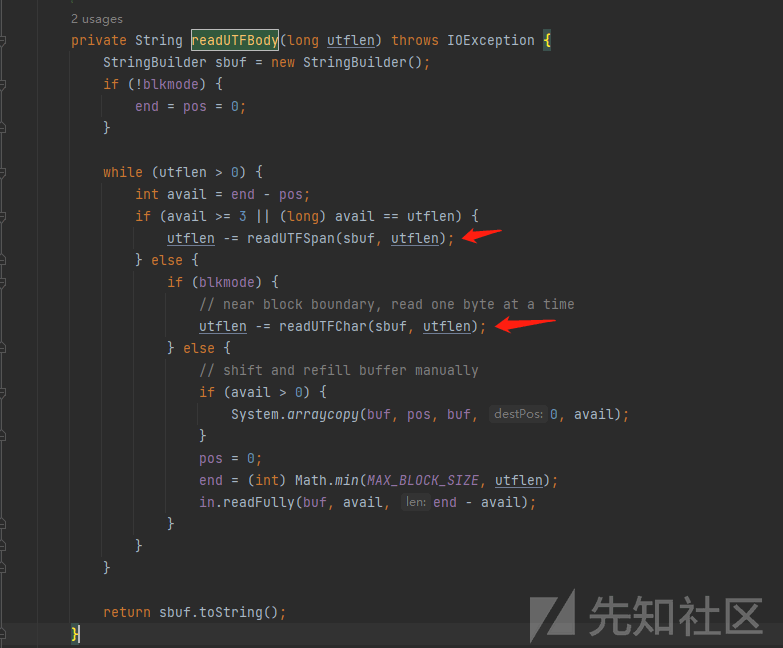 2 usages
private String readUTFBody(long utflen) throws IOException {
StringBuilder sbuf = new StringBuilder();
if (!blkmode) {
end = pos = 0;
}
while (utflen > 0) {
int avail = end - pos;
if (avail >= 3 || (long) avail == utflen) {
utflen -= readUTFSpan(sbuf, utflen);
} else {
if (blkmode) {
// near block boundary, read one byte at a time
utflen -= readUTFChar(sbuf, utflen);
} else {
// shift and refill buffer manually
if (avail > 0) {
System.arraycopy(buf, pos, buf, destPos: 0, avail);
}
pos = 0;
end = (int) Math.min(MAX_BLOCK_SIZE, utflen);
in.readFully(buf, avail, len: end - avail);
}
}
}
return sbuf.toString();
}
先知社区